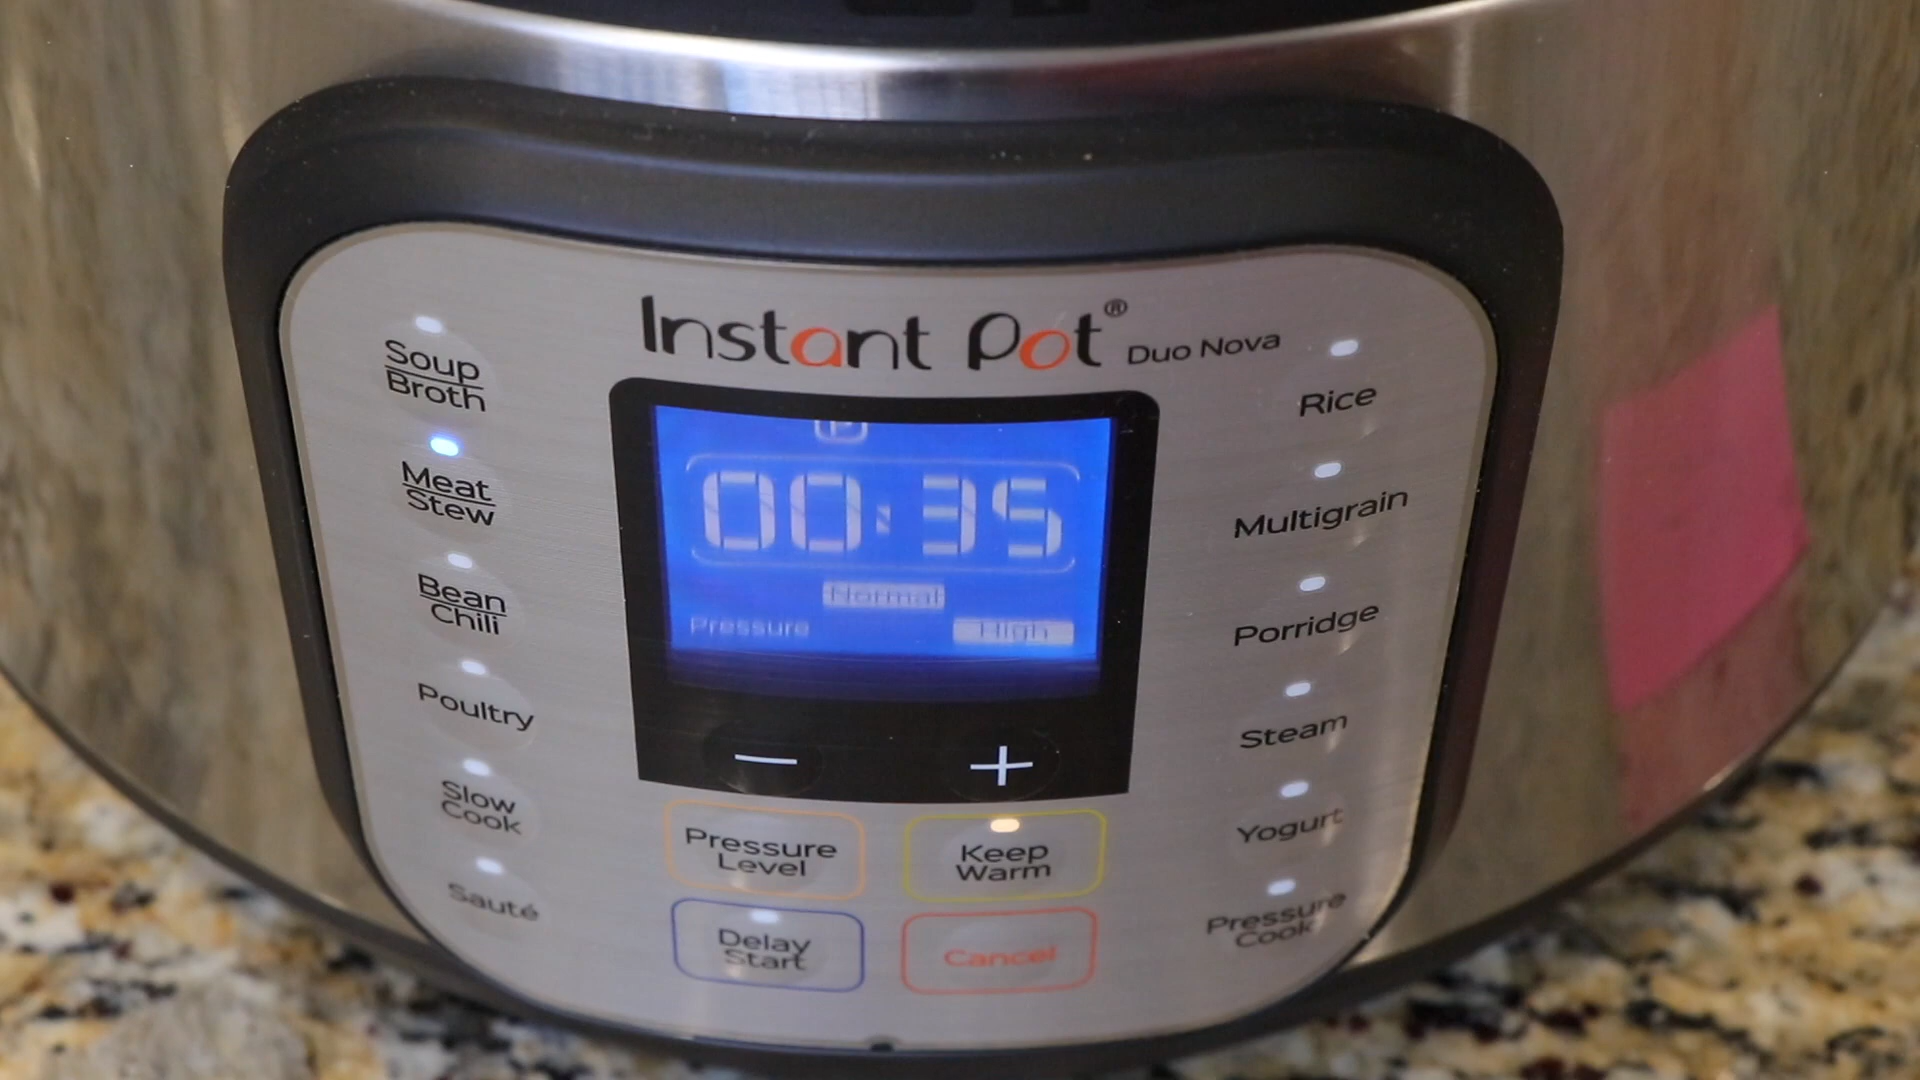 Instant Pot® Duo Nova
Soup
Broth
Meat
Stew
Bean
Chili
Poultry
Slow
Cook
Sauté
P
00:35
Normal
Pressure High
− +
Pressure
Level
Keep
Warm
Delay
Start
Cancel
Rice
Multigrain
Porridge
Steam
Yogurt
Pressure
Cook